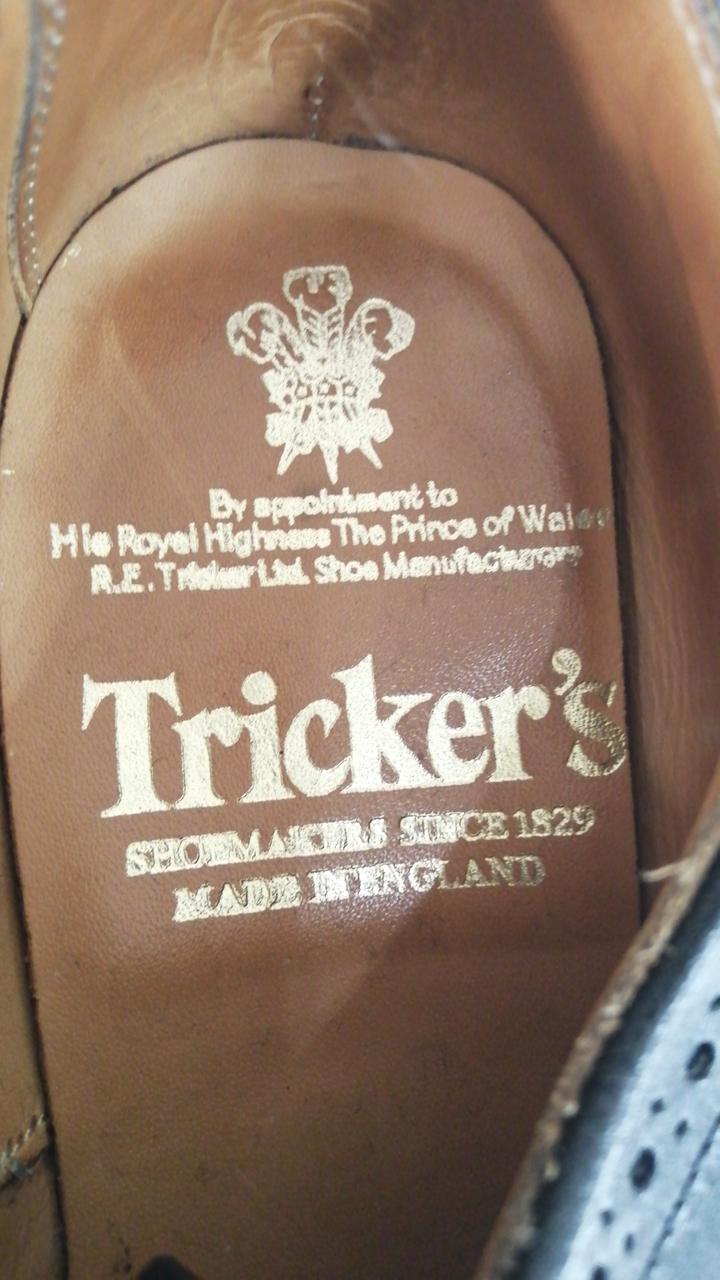 By appointment to
His Royal Highness The Prince of Wales
R.E. Tricker Ltd. Shoe Manufacturers
Tricker's
SHOEMAKERS SINCE 1829
MADE IN ENGLAND